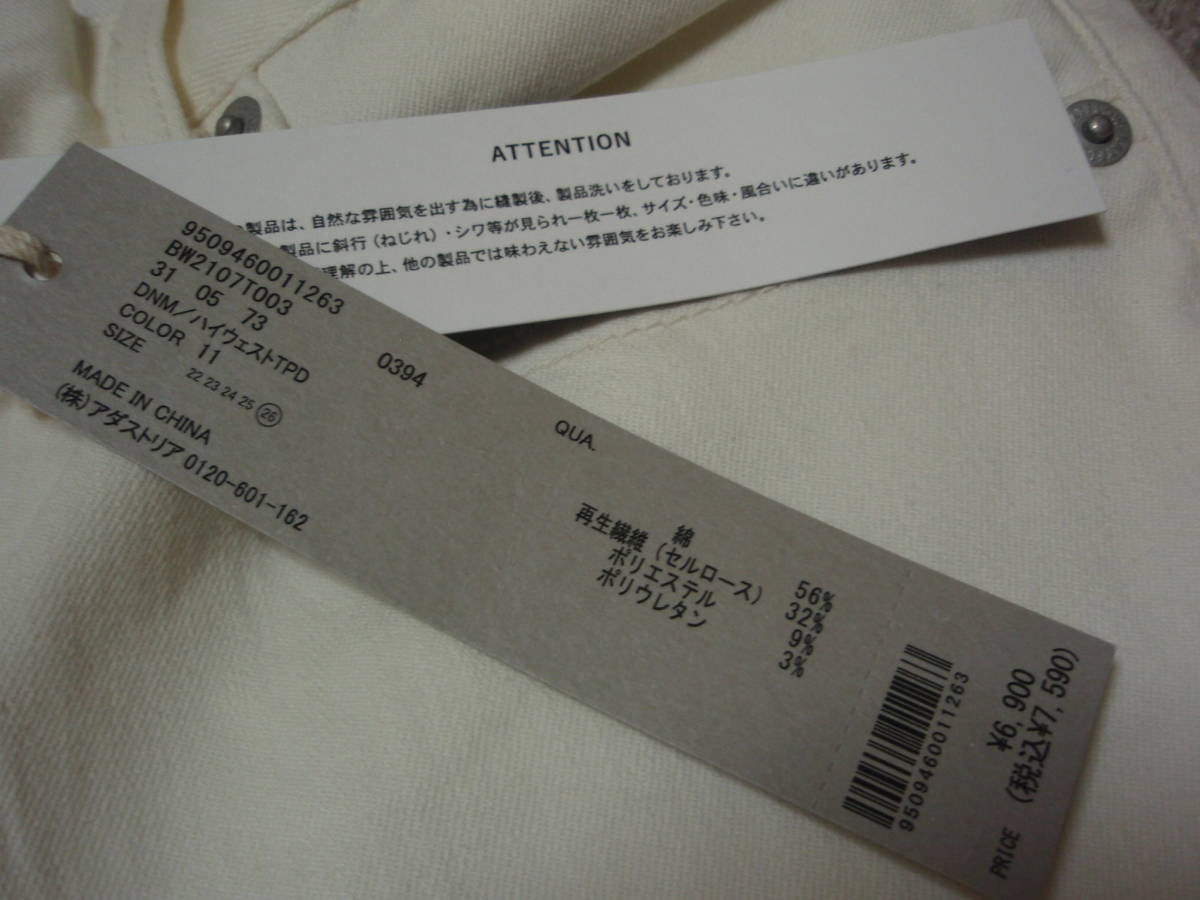 ATTENTION
製品は、自然な雰囲気を出す為に縫製後、製品洗いをしております。
製品に斜行（ねじれ）・シワ等が見られ一枚一枚、サイズ・色味・風合いに違いがあります。
理解の上、他の製品では味わえない雰囲気をお楽しみ下さい。
9509460011263
BW2107T003
31 05 73 0394
DNM／ハイウェストTPD
COLOR 11
SIZE 22 23 24 25 26
MADE IN CHINA
(株)アダストリア 0120-601-162
QUA.
綿 56%
再生繊維（セルロース） 32%
ポリエステル 9%
ポリウレタン 3%
9509460011263
¥6,900
PRICE (税込¥7,590)